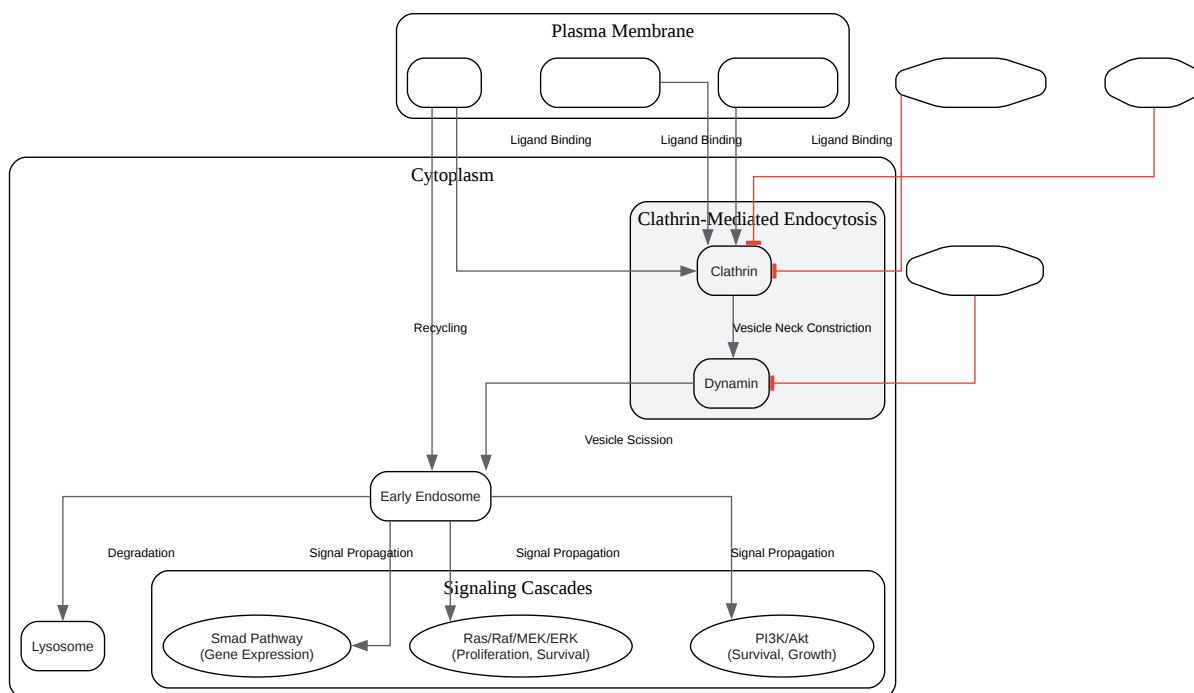 Plasma Membrane
Ligand Binding
Ligand Binding
Ligand Binding
Cytoplasm
Clathrin-Mediated Endocytosis
Clathrin
Recycling
Vesicle Neck Constriction
Dynamin
Vesicle Scission
Early Endosome
Degradation
Signal Propagation
Signal Propagation
Signal Propagation
Signaling Cascades
Lysosome
Smad Pathway
(Gene Expression)
Ras/Raf/MEK/ERK
(Proliferation, Survival)
PI3K/Akt
(Survival, Growth)